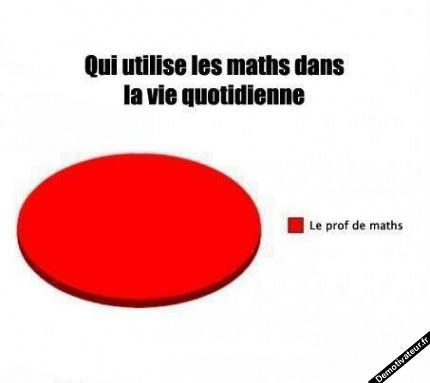 Qui utilise les maths dans
la vie quotidienne
Le prof de maths
Demotivateur.fr